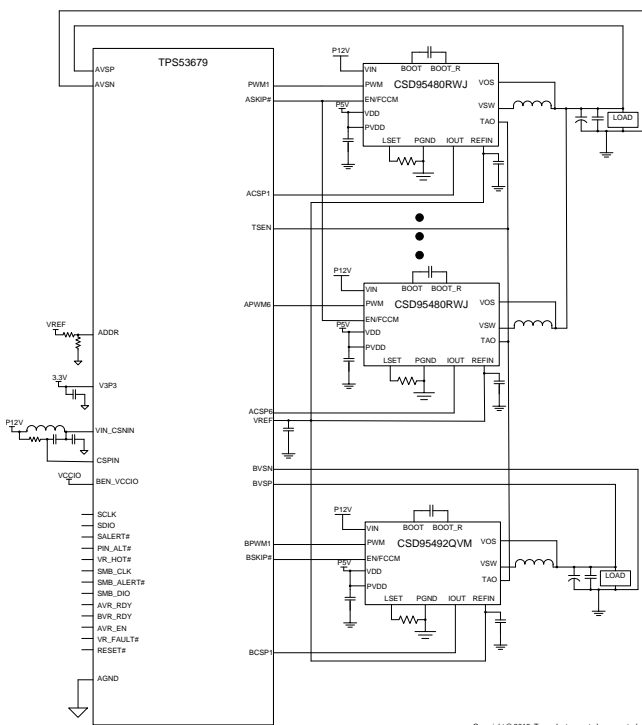 TPS53679
AVSP
AVSN
PWM1
ASKIP#
ACSP1
TSEN
APWM6
ADDR
VREF
V3P3
3.3V
ACSP6
VREF
P12V
VIN_CSNIN
CSPIN
VCCIO
BEN_VCCIO
BVSN
BVSP
SCLK
SDIO
SALERT#
PIN_ALT#
VR_HOT#
SMB_CLK
SMB_ALERT#
SMB_DIO
AVR_RDY
BVR_RDY
AVR_EN
VR_FAULT#
RESET#
BPWM1
BSKIP#
BCSP1
AGND
P12V
VIN
BOOT BOOT_R
CSD95480RWJ
VOS
PWM
EN/FCCM
P5V
VDD
PVDD
VSW
TAO
LSET PGND IOUT REFIN
LOAD
P12V
VIN
BOOT BOOT_R
CSD95480RWJ
VOS
PWM
EN/FCCM
P5V
VDD
PVDD
VSW
TAO
LSET PGND IOUT REFIN
P12V
VIN
BOOT BOOT_R
CSD95492QVM
VOS
PWM
EN/FCCM
P5V
VDD
PVDD
VSW
TAO
LSET PGND IOUT REFIN
LOAD